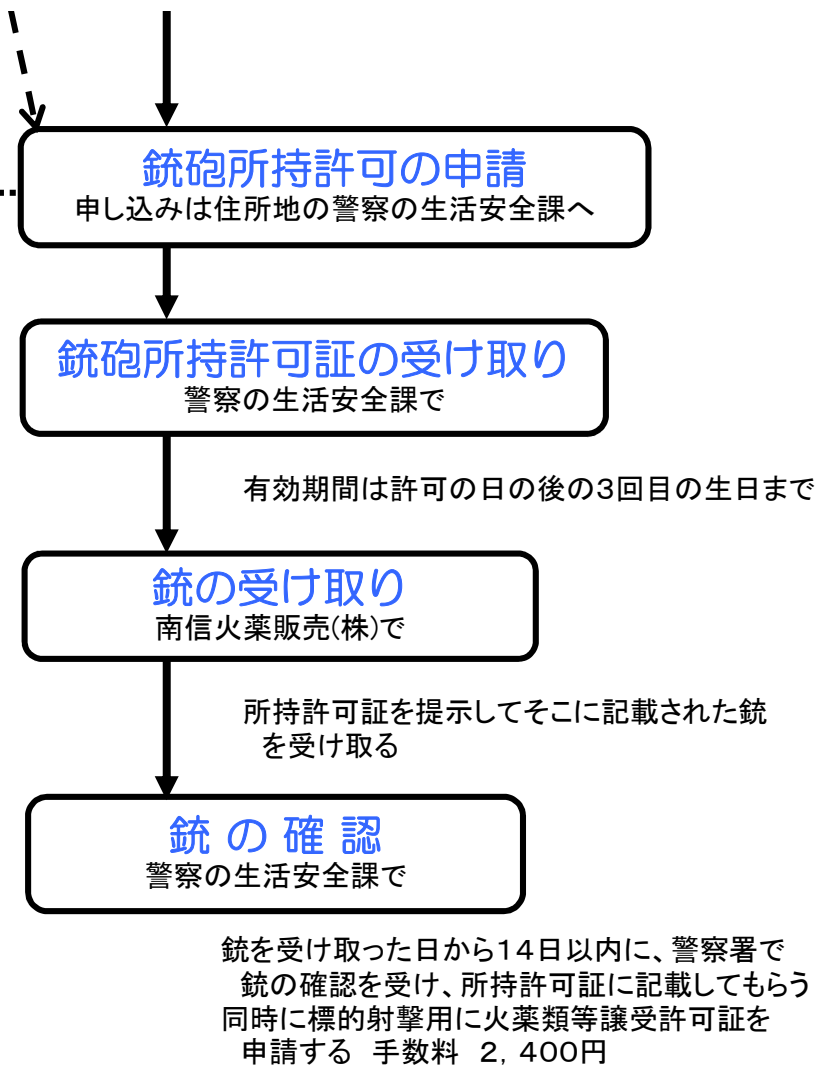 銃砲所持許可の申請
申し込みは住所地の警察の生活安全課へ
銃砲所持許可証の受け取り
警察の生活安全課で
有効期間は許可の日の後の3回目の生日まで
銃の受け取り
南信火薬販売(株)で
所持許可証を提示してそこに記載された銃
を受け取る
銃 の 確 認
警察の生活安全課で
銃を受け取った日から14日以内に、警察署で
銃の確認を受け、所持許可証に記載してもらう
同時に標的射撃用に火薬類等譲受許可証を
申請する 手数料 2,400円